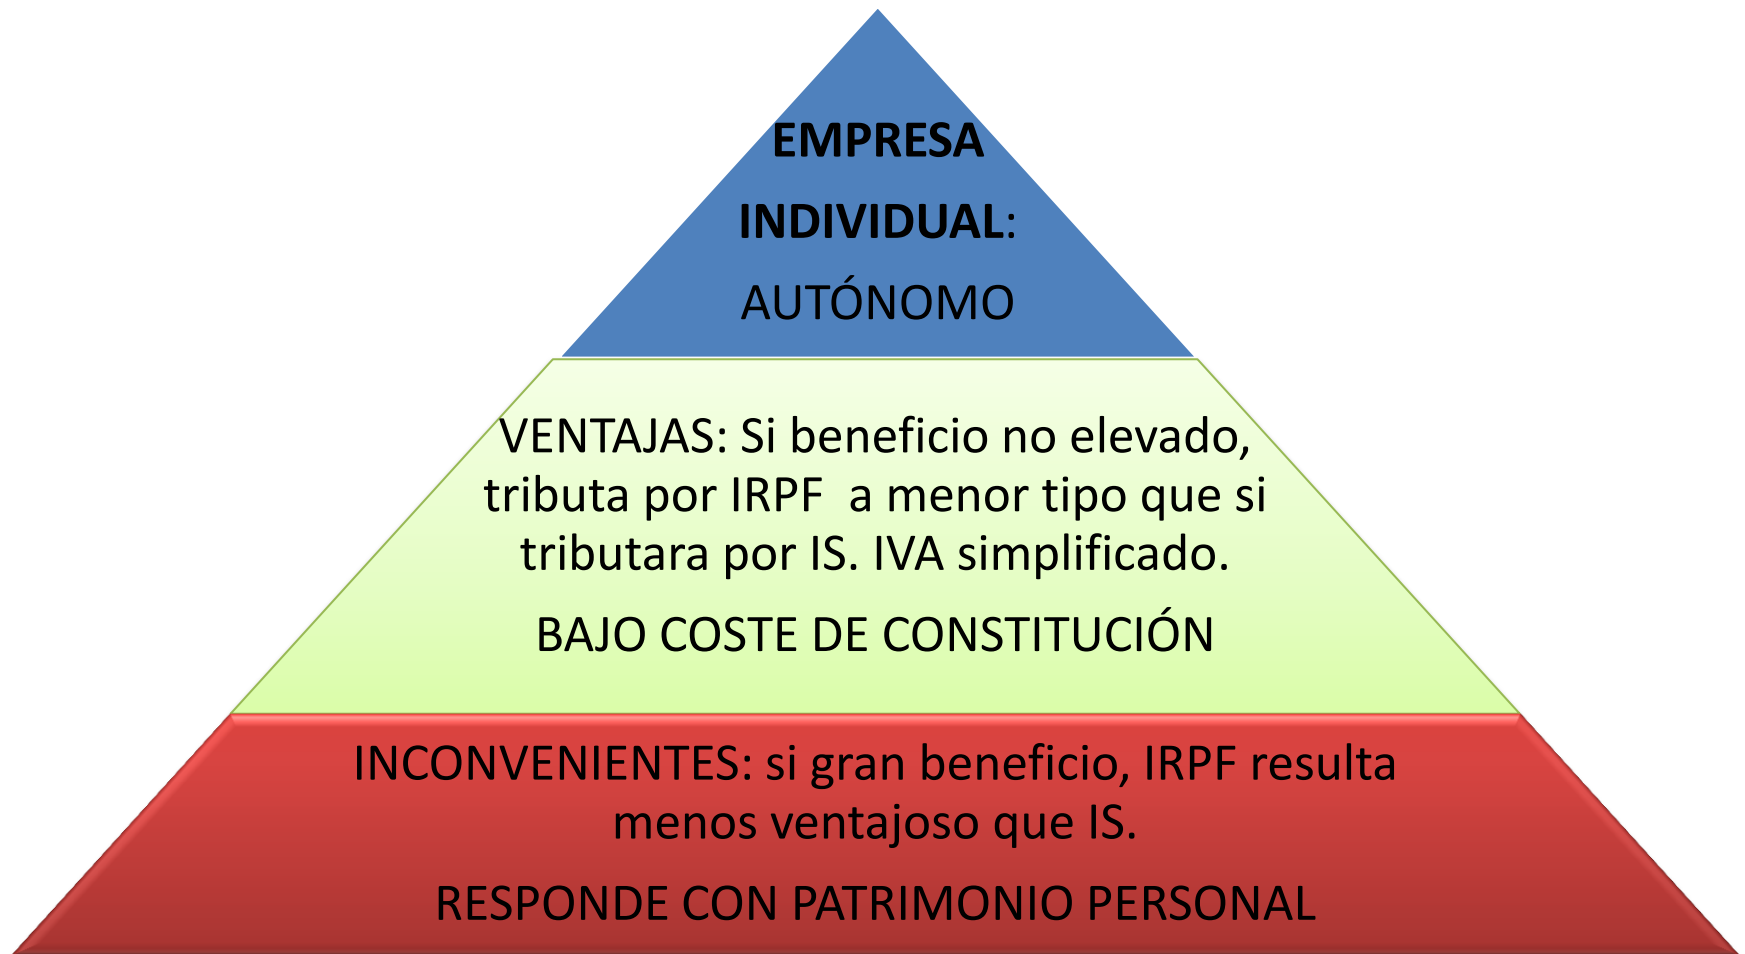 EMPRESA
INDIVIDUAL:
AUTÓNOMO
VENTAJAS: Si beneficio no elevado,
tributa por IRPF  a menor tipo que si
tributara por IS. IVA simplificado.
BAJO COSTE DE CONSTITUCIÓN
INCONVENIENTES: si gran beneficio, IRPF resulta
menos ventajoso que IS.
RESPONDE CON PATRIMONIO PERSONAL